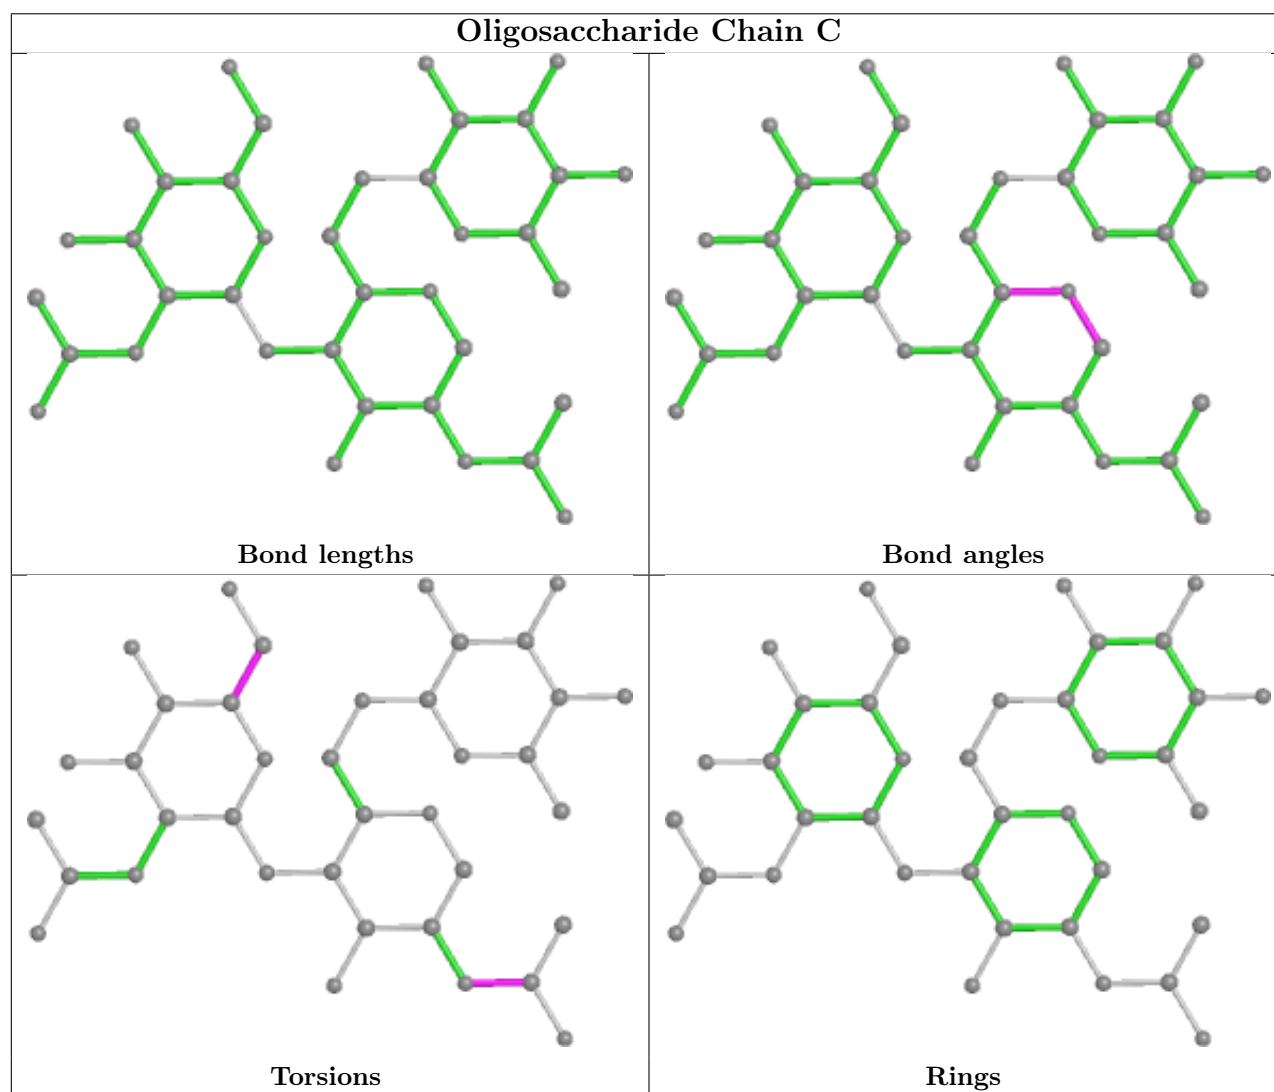 Oligosaccharide Chain C
Bond lengths
Bond angles
Torsions
Rings